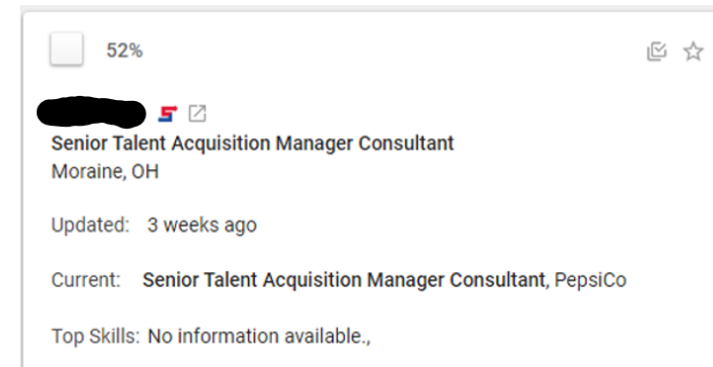 52%
Senior Talent Acquisition Manager Consultant
Moraine, OH
Updated: 3 weeks ago
Current: Senior Talent Acquisition Manager Consultant, PepsiCo
Top Skills: No information available.,